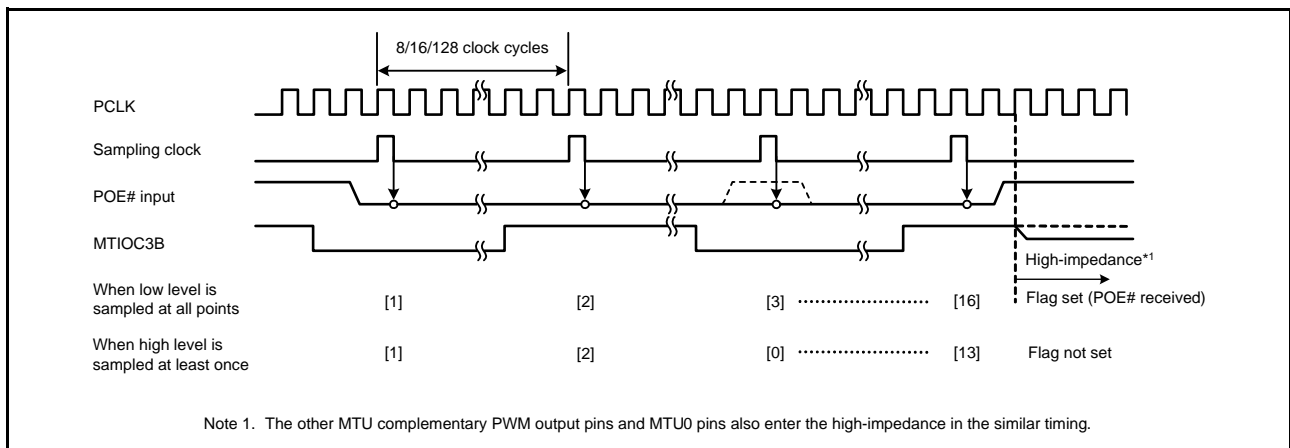 8/16/128 clock cycles
PCLK
Sampling clock
POE# input
MTIOC3B
High-impedance*1
When low level is
sampled at all points
[1] [2] [3] [16]
Flag set (POE# received)
When high level is
sampled at least once
[1] [2] [0] [13] Flag not set
Note 1. The other MTU complementary PWM output pins and MTU0 pins also enter the high-impedance in the similar timing.